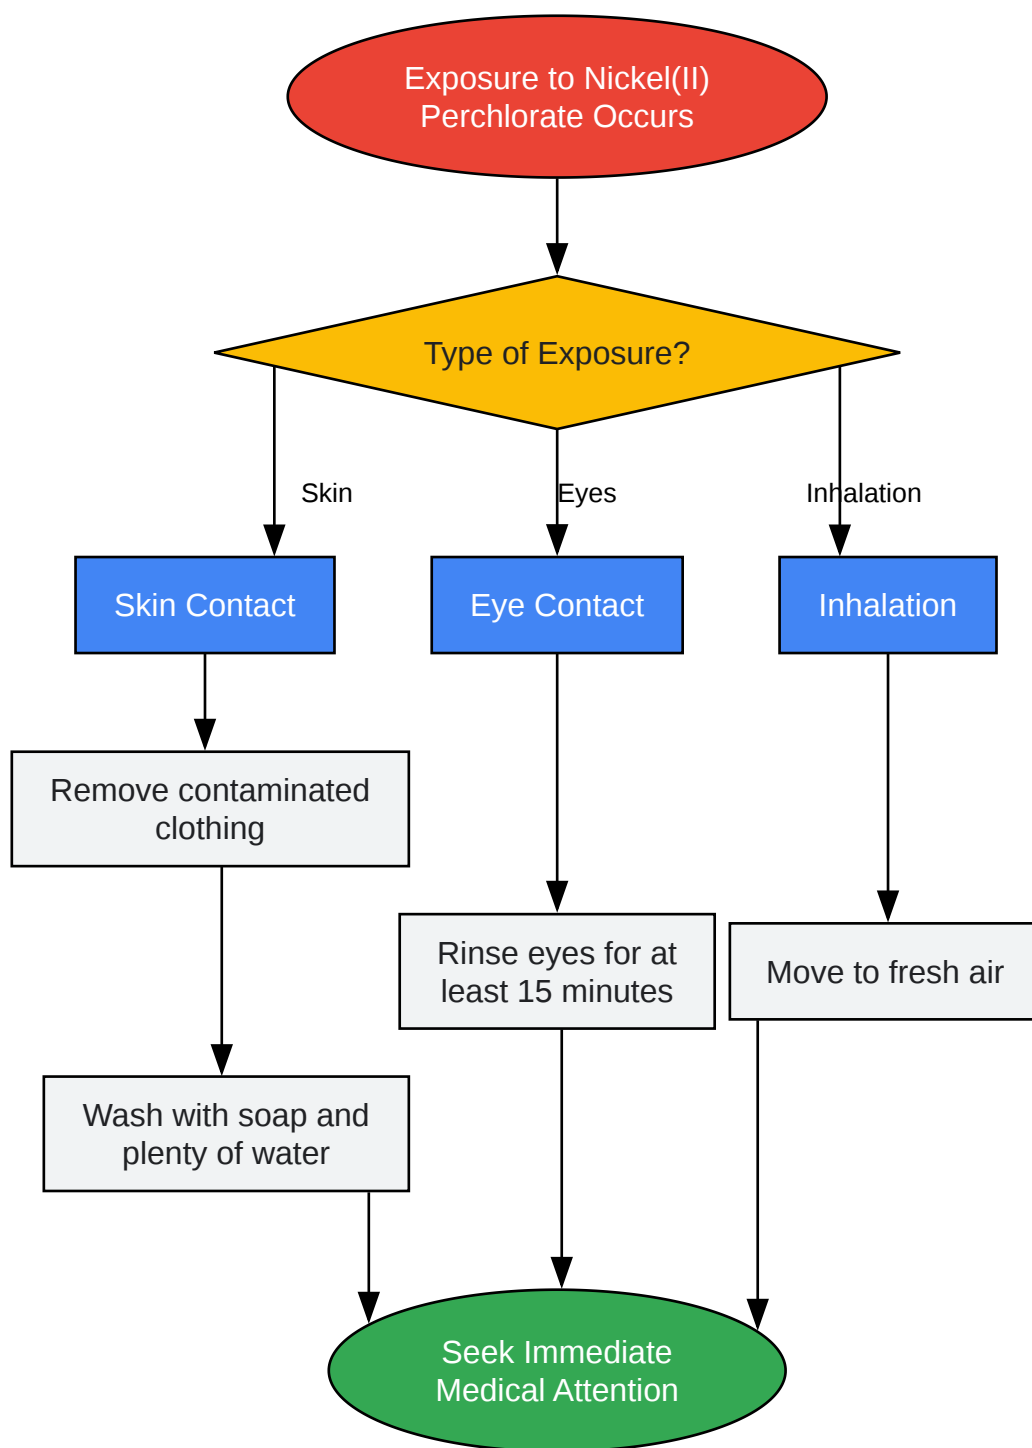 Exposure to Nickel(II)
Perchlorate Occurs
Type of Exposure?
Skin
Eyes
Inhalation
Skin Contact
Eye Contact
Inhalation
Remove contaminated
clothing
Rinse eyes for at
least 15 minutes
Move to fresh air
Wash with soap and
plenty of water
Seek Immediate
Medical Attention